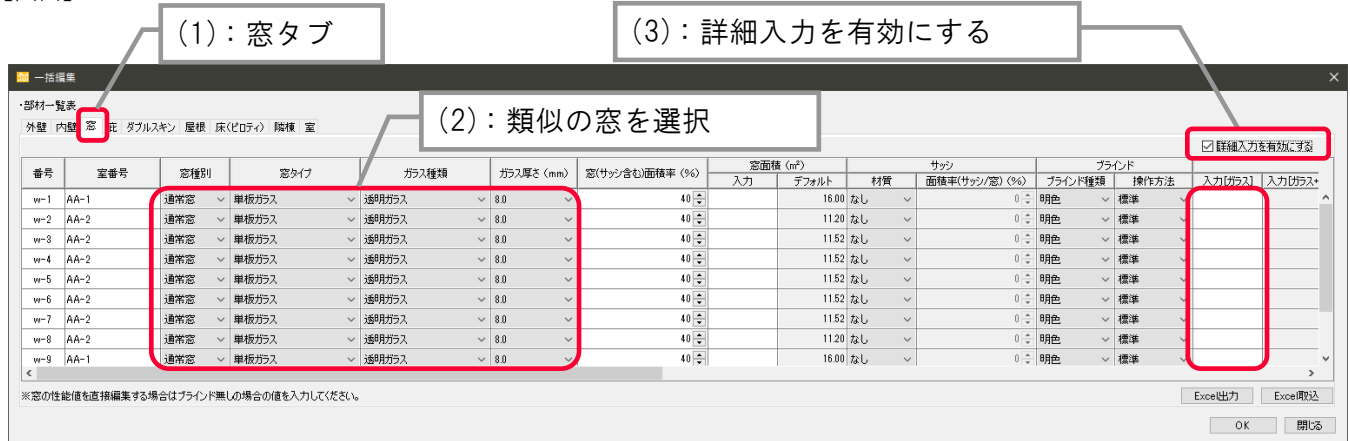 (1)：窓タブ
(3)：詳細入力を有効にする
一括編集
・部材一覧表
(2)：類似の窓を選択
外壁 内壁 窓 庇 ダブルスキン 屋根 床(ピロティ) 隣棟 室
詳細入力を有効にする
番号 室番号 窓種別 窓タイプ ガラス種類 ガラス厚さ (mm) 窓(サッシ含む)面積率 (%) 窓面積 (㎡) サッシ ブラインド
入力 デフォルト 材質 面積率(サッシ/窓) (%) ブラインド種類 操作方法 入力[ガラス] 入力[ガラス+
w-1 AA-1 通常窓 単板ガラス 透明ガラス 8.0 40 16.00 なし 0 明色 標準
w-2 AA-2 通常窓 単板ガラス 透明ガラス 8.0 40 11.20 なし 0 明色 標準
w-3 AA-2 通常窓 単板ガラス 透明ガラス 8.0 40 11.52 なし 0 明色 標準
w-4 AA-2 通常窓 単板ガラス 透明ガラス 8.0 40 11.52 なし 0 明色 標準
w-5 AA-2 通常窓 単板ガラス 透明ガラス 8.0 40 11.52 なし 0 明色 標準
w-6 AA-2 通常窓 単板ガラス 透明ガラス 8.0 40 11.52 なし 0 明色 標準
w-7 AA-2 通常窓 単板ガラス 透明ガラス 8.0 40 11.52 なし 0 明色 標準
w-8 AA-2 通常窓 単板ガラス 透明ガラス 8.0 40 11.20 なし 0 明色 標準
w-9 AA-1 通常窓 単板ガラス 透明ガラス 8.0 40 16.00 なし 0 明色 標準
※窓の性能値を直接編集する場合はブラインド無しの場合の値を入力してください。
Excel出力 Excel取込
OK 閉じる